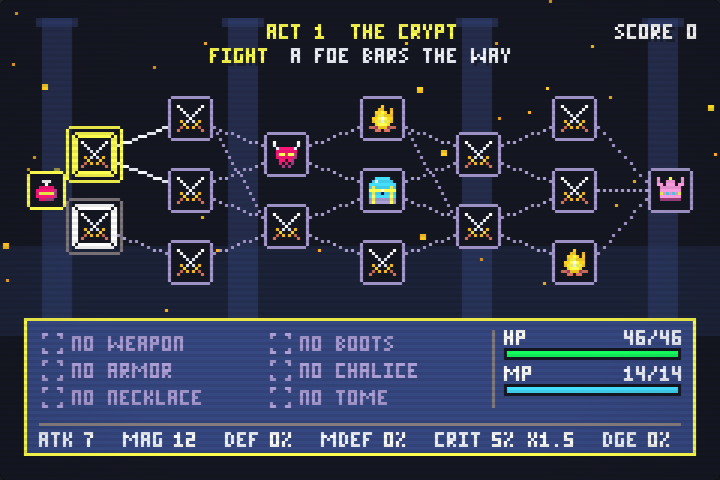 ACT 1 THE CRYPT
SCORE 0
FIGHT A FOE BARS THE WAY
NO WEAPON
NO BOOTS
HP 46/46
NO ARMOR
NO CHALICE
MP 14/14
NO NECKLACE
NO TOME
ATK 7 MAG 12 DEF 0% MDEF 0% CRIT 5% X1.5 DGE 0%